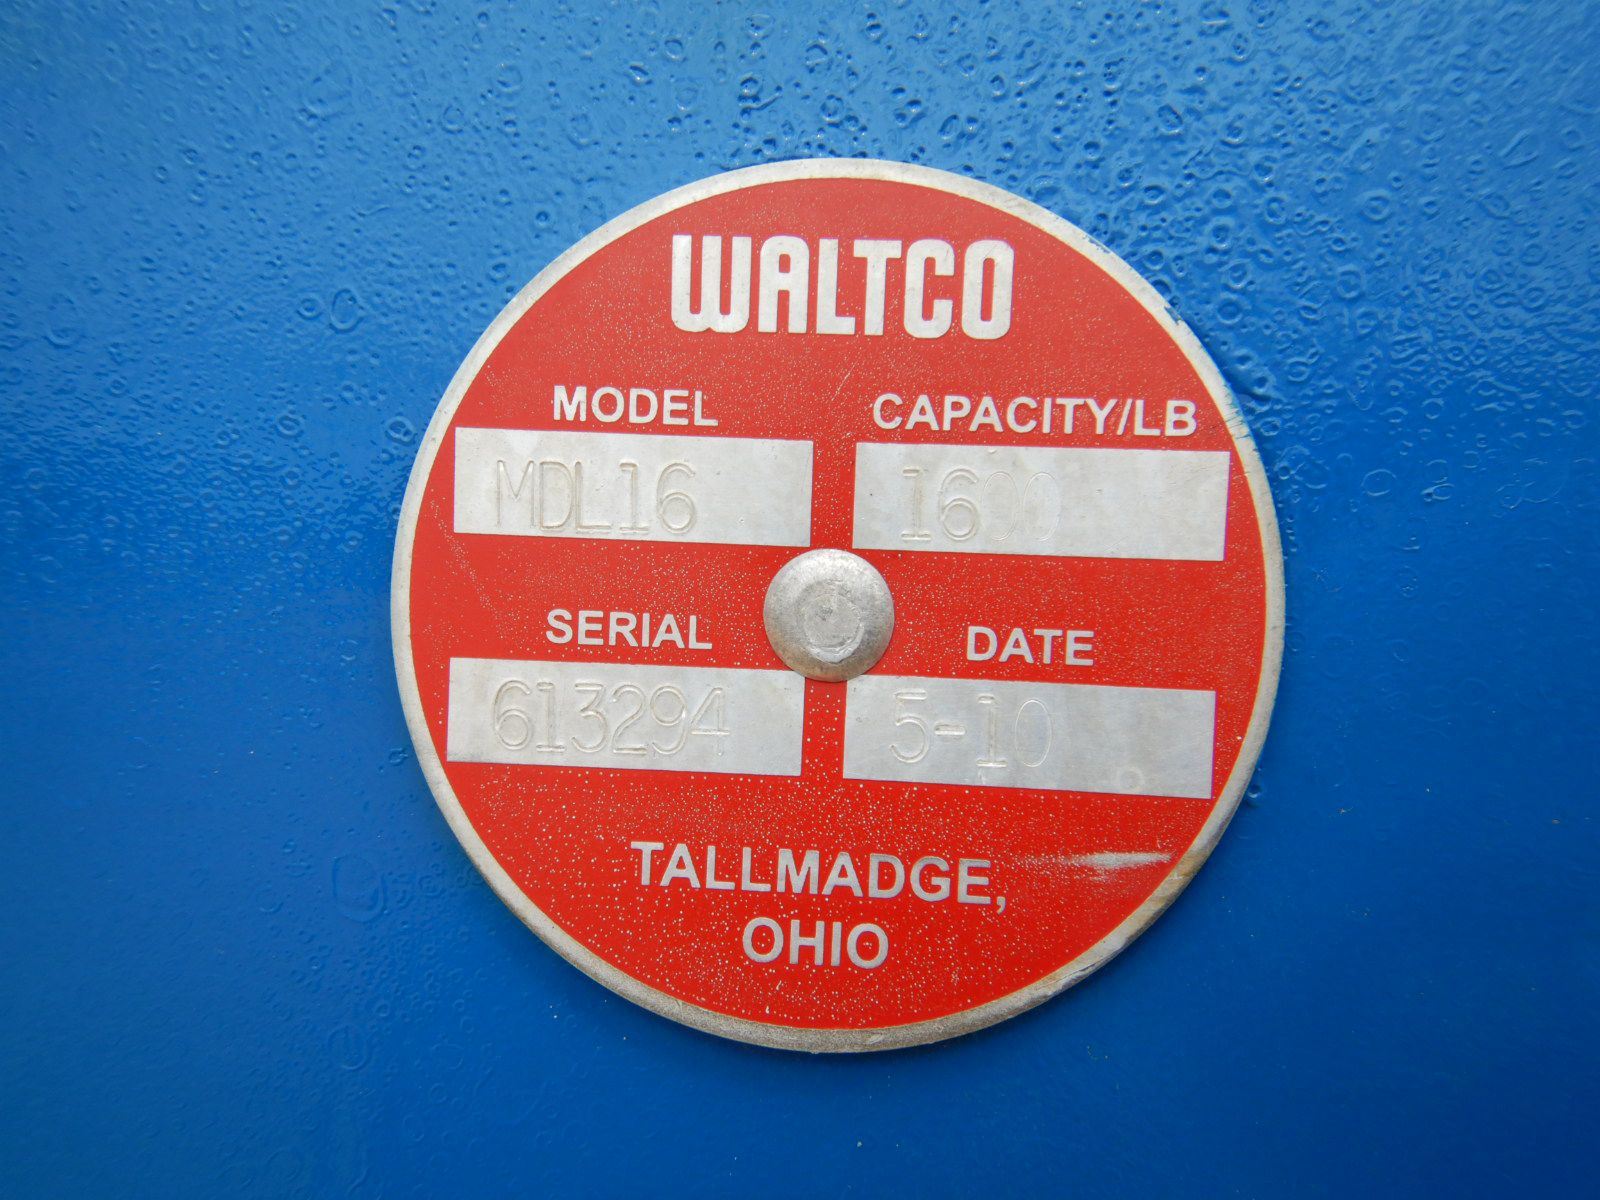 WALTCO
MODEL CAPACITY/LB
MDL16 1600
SERIAL DATE
613294 5-10
TALLMADGE,
OHIO